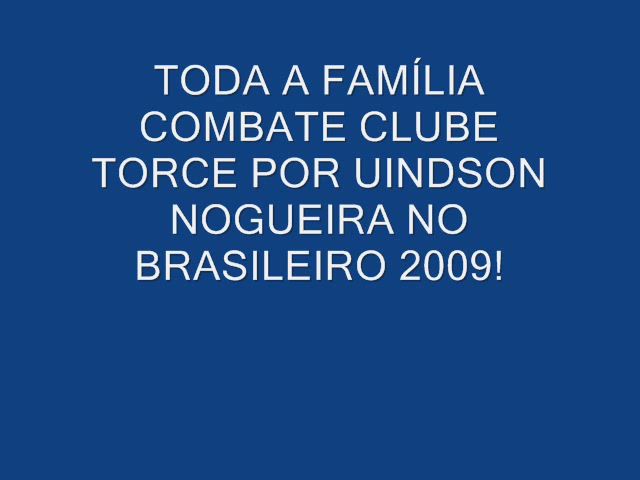 TODA A FAMÍLIA
COMBATE CLUBE
TORCE POR UINDSON
NOGUEIRA NO
BRASILEIRO 2009!